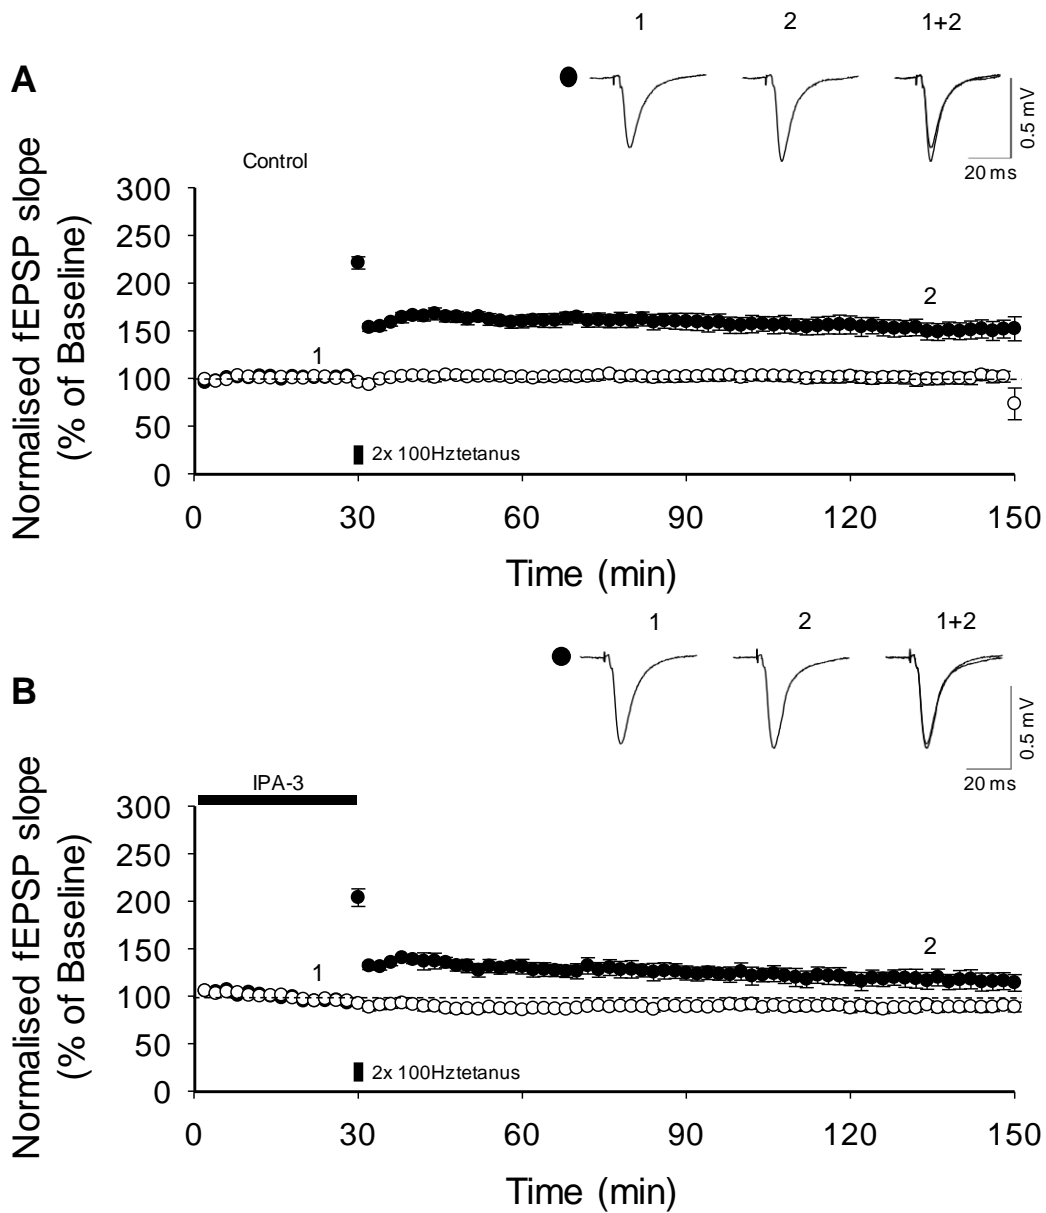 1 2 1+2
A
0.5 mV
20 ms
Control
Normalised fEPSP slope
(% of Baseline)
300
250
200
150
100
50
0
1
2
2x 100Hztetanus
0 30 60 90 120 150
Time (min)
1 2 1+2
B
0.5 mV
20 ms
IPA-3
Normalised fEPSP slope
(% of Baseline)
300
250
200
150
100
50
0
1
2
2x 100Hztetanus
0 30 60 90 120 150
Time (min)